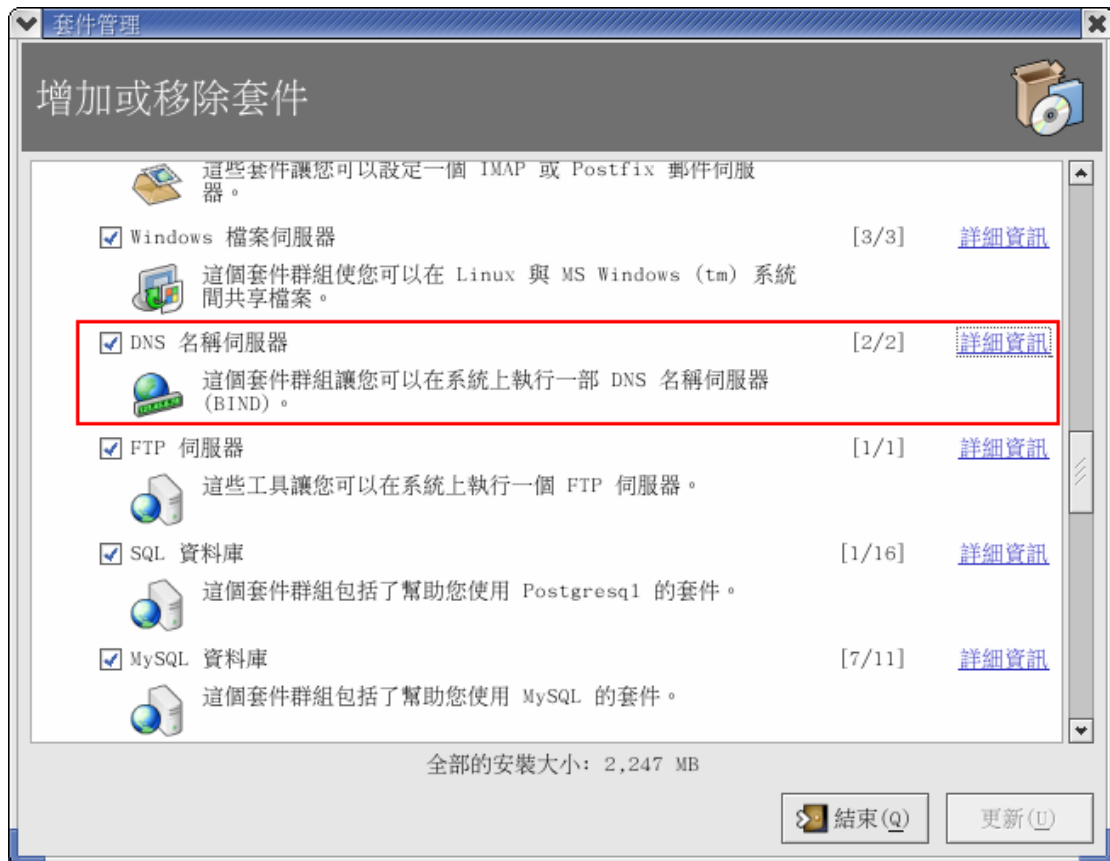 套件管理
增加或移除套件
這些套件讓您可以設定一個 IMAP 或 Postfix 郵件伺服
器。
Windows 檔案伺服器 [3/3] 詳細資訊
這個套件群組使您可以在 Linux 與 MS Windows (tm) 系統
間共享檔案。
DNS 名稱伺服器 [2/2] 詳細資訊
這個套件群組讓您可以在系統上執行一部 DNS 名稱伺服器
(BIND)。
FTP 伺服器 [1/1] 詳細資訊
這些工具讓您可以在系統上執行一個 FTP 伺服器。
SQL 資料庫 [1/16] 詳細資訊
這個套件群組包括了幫助您使用 Postgresql 的套件。
MySQL 資料庫 [7/11] 詳細資訊
這個套件群組包括了幫助您使用 MySQL 的套件。
全部的安裝大小: 2,247 MB
結束(Q) 更新(U)